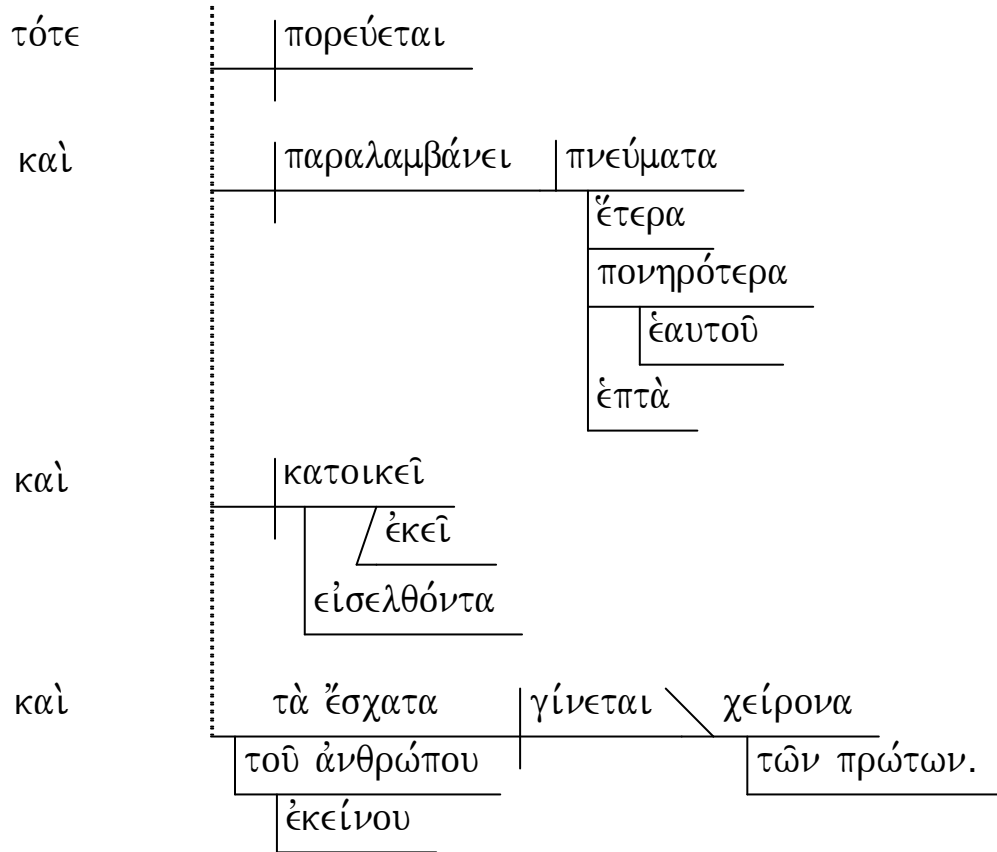 τότε πορεύεται
καὶ παραλαμβάνει πνεύματα
ἕτερα
πονηρότερα
ἑαυτοῦ
ἑπτὰ
καὶ κατοικεῖ
ἐκεῖ
εἰσελθόντα
καὶ τὰ ἔσχατα γίνεται χείρονα
τοῦ ἀνθρώπου τῶν πρώτων.
ἐκείνου